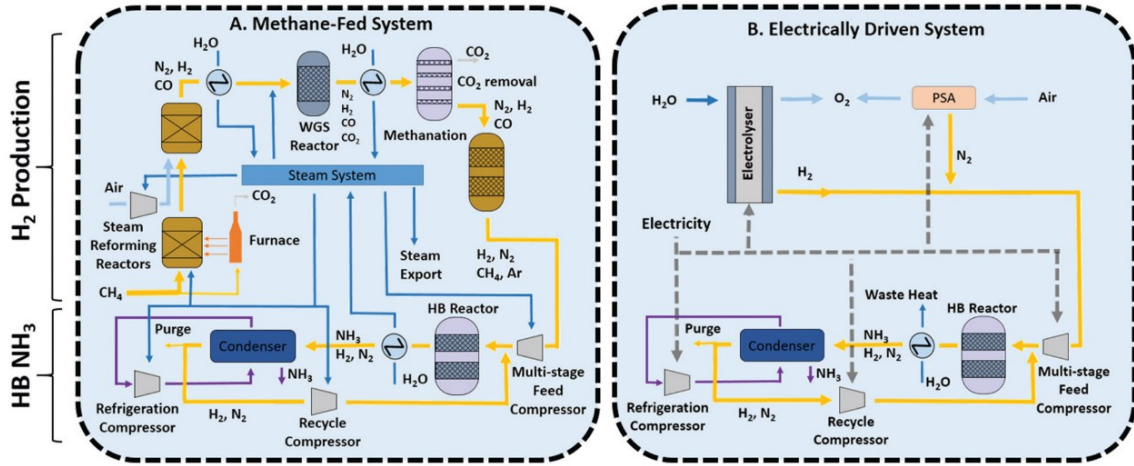 A. Methane-Fed System
H₂O
H₂O
CO₂
N₂, H₂
CO
CO₂ removal
N₂
H₂
CO
CO₂
N₂, H₂
CO
WGS
Reactor
Methanation
Steam System
Air
CO₂
Steam
Reforming
Reactors
Furnace
Steam
Export
H₂, N₂
CH₄, Ar
CH₄
H₂ Production
HB NH₃
HB Reactor
Purge
Condenser
NH₃
H₂, N₂
NH₃
H₂O
Multi-stage
Feed
Compressor
Refrigeration
Compressor
H₂, N₂
Recycle
Compressor
B. Electrically Driven System
H₂O
Electrolyser
O₂
PSA
Air
N₂
H₂
Electricity
Waste Heat
HB Reactor
Purge
Condenser
NH₃
H₂, N₂
NH₃
H₂O
Multi-stage
Feed
Compressor
Refrigeration
Compressor
H₂, N₂
Recycle
Compressor